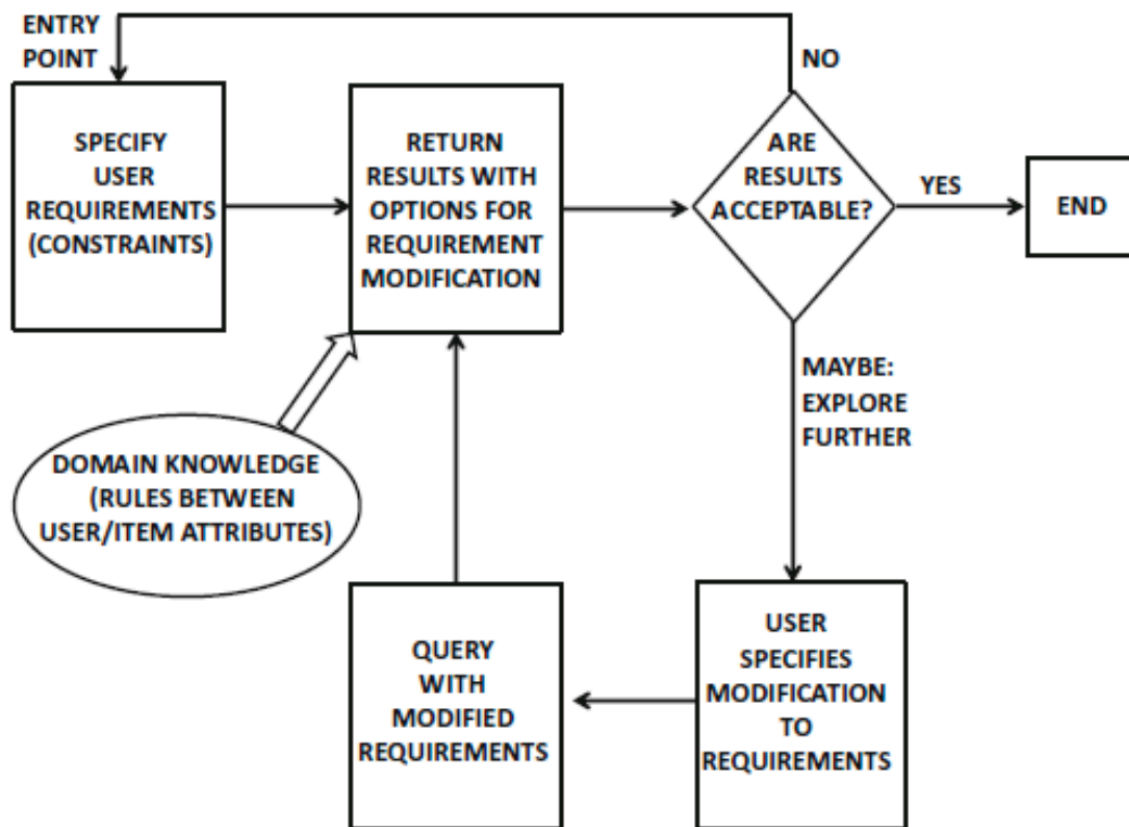 ENTRY
POINT
NO
SPECIFY
USER
REQUIREMENTS
(CONSTRAINTS)
RETURN
RESULTS WITH
OPTIONS FOR
REQUIREMENT
MODIFICATION
ARE
RESULTS
ACCEPTABLE?
YES
END
MAYBE:
EXPLORE
FURTHER
DOMAIN KNOWLEDGE
(RULES BETWEEN
USER/ITEM ATTRIBUTES)
QUERY
WITH
MODIFIED
REQUIREMENTS
USER
SPECIFIES
MODIFICATION
TO
REQUIREMENTS